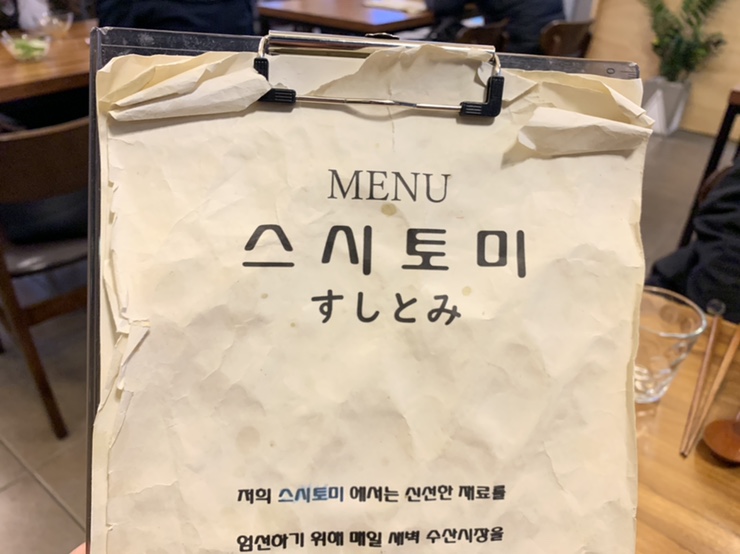 MENU
스시토미
すしとみ
저희 스시토미 에서는 신선한 재료를
엄선하기 위해 매일 새벽 수산시장을